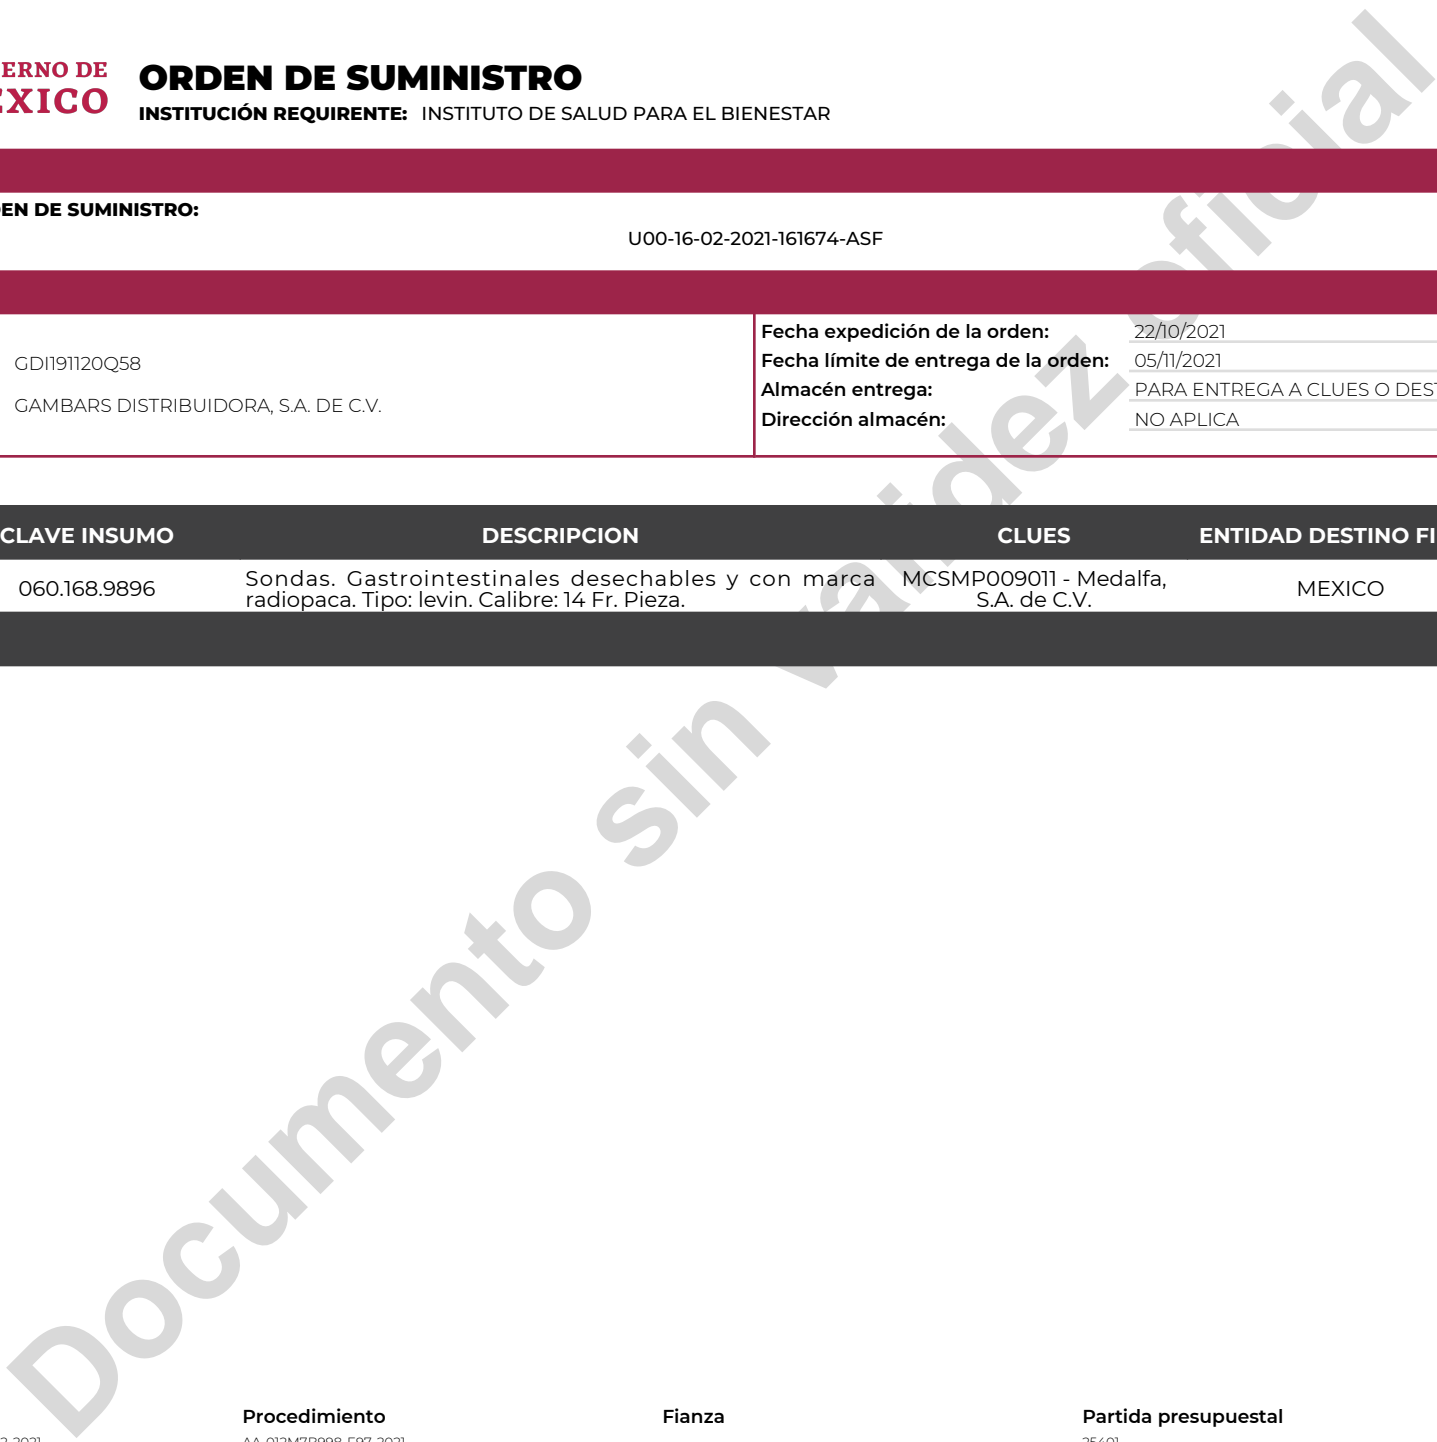 ERNO DE
EXICO
ORDEN DE SUMINISTRO
INSTITUCIÓN REQUIRENTE: INSTITUTO DE SALUD PARA EL BIENESTAR
EN DE SUMINISTRO:
U00-16-02-2021-161674-ASF
GDI191120Q58
GAMBARS DISTRIBUIDORA, S.A. DE C.V.
Fecha expedición de la orden: 22/10/2021
Fecha límite de entrega de la orden: 05/11/2021
Almacén entrega: PARA ENTREGA A CLUES O DEST
Dirección almacén: NO APLICA
CLAVE INSUMO DESCRIPCION CLUES ENTIDAD DESTINO FI
060.168.9896 Sondas. Gastrointestinales desechables y con marca radiopaca. Tipo: levin. Calibre: 14 Fr. Pieza. MCSMP009011 - Medalfa, S.A. de C.V. MEXICO
Documento sin validez oficial
Procedimiento Fianza Partida presupuestal